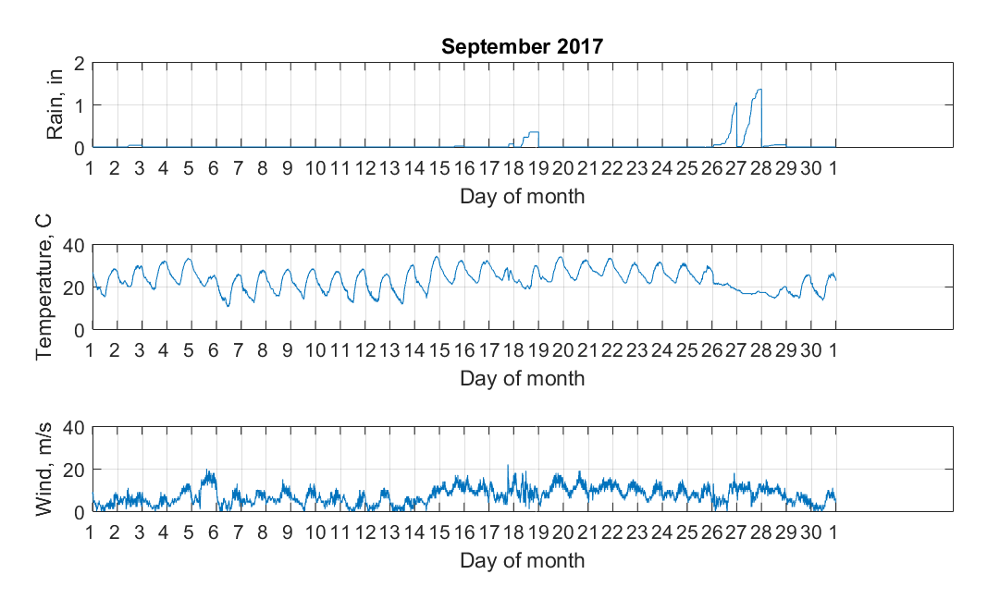 September 2017
Rain, in
2
1
0
1 2 3 4 5 6 7 8 9 10 11 12 13 14 15 16 17 18 19 20 21 22 23 24 25 26 27 28 29 30 1
Day of month
Temperature, C
40
20
0
1 2 3 4 5 6 7 8 9 10 11 12 13 14 15 16 17 18 19 20 21 22 23 24 25 26 27 28 29 30 1
Day of month
Wind, m/s
40
20
0
1 2 3 4 5 6 7 8 9 10 11 12 13 14 15 16 17 18 19 20 21 22 23 24 25 26 27 28 29 30 1
Day of month